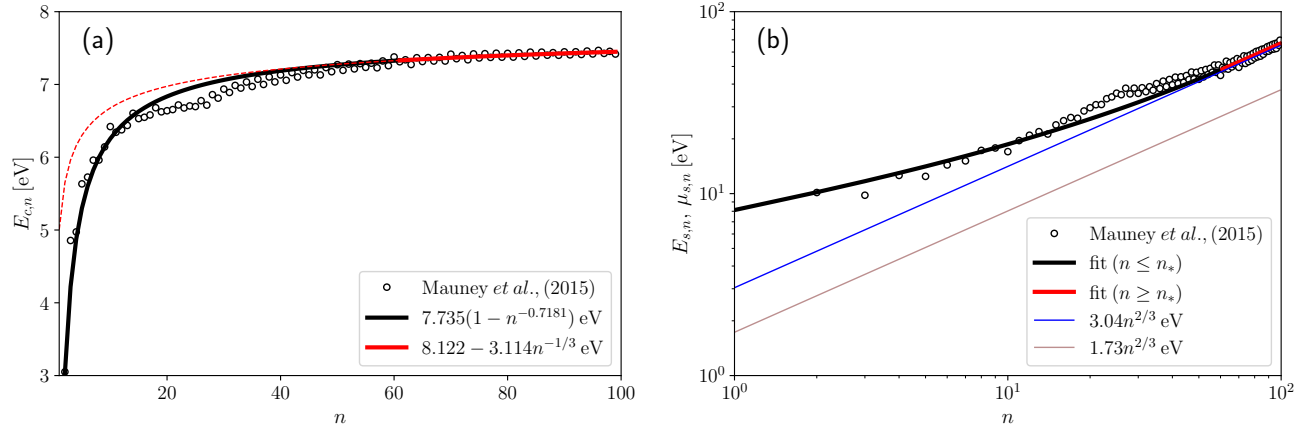 (a)
8
7
6
5
4
3
E_{c,n} [eV]
0
20
40
60
80
100
n
Mauney et al., (2015)
7.735(1 − n^{−0.7181}) eV
8.122 − 3.114n^{−1/3} eV
(b)
10^2
10^1
10^0
E_{s,n}, μ_{s,n} [eV]
10^0
10^1
10^2
n
Mauney et al., (2015)
fit (n ≤ n_*)
fit (n ≥ n_*)
3.04n^{2/3} eV
1.73n^{2/3} eV